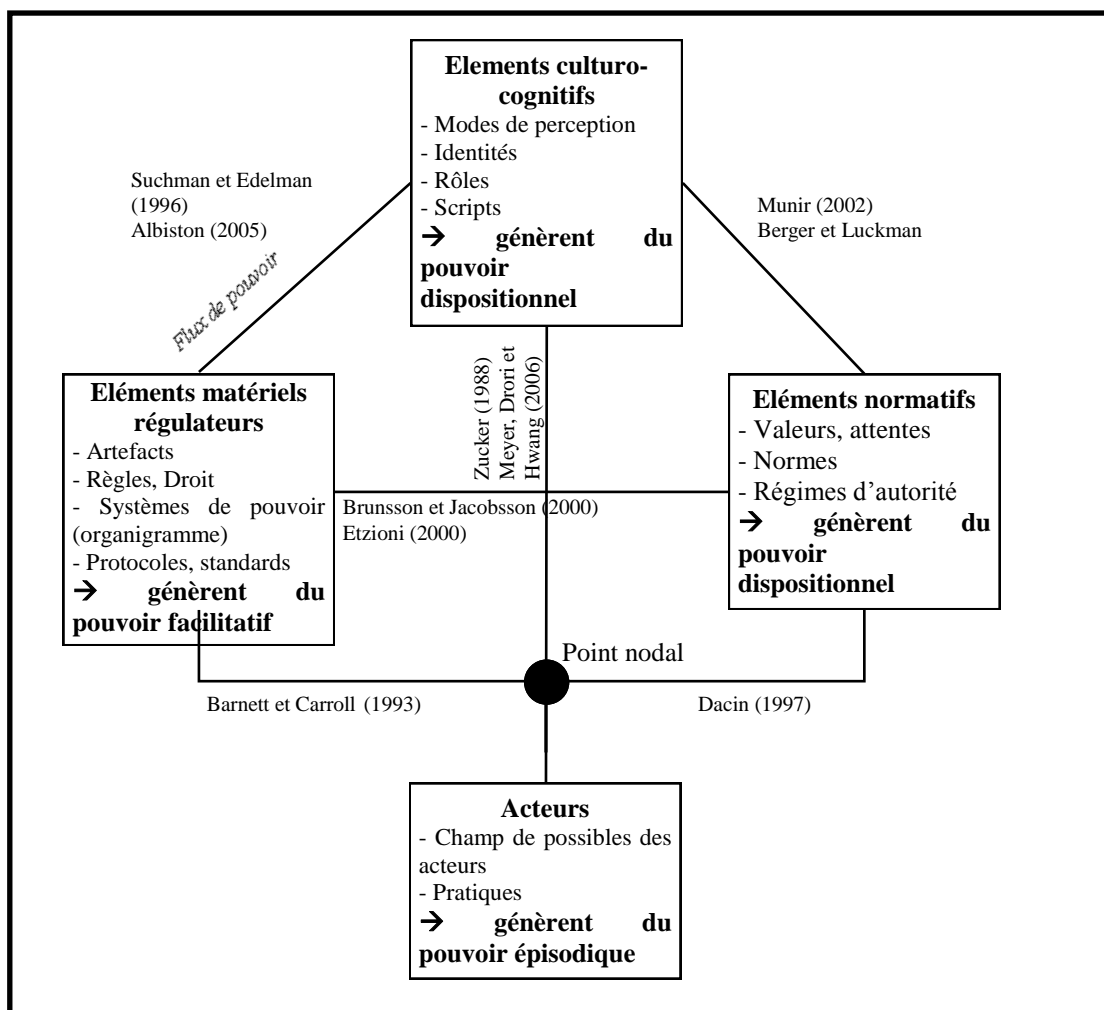 Elements culturo-
cognitifs
- Modes de perception
- Identités
- Rôles
- Scripts
→ génèrent du
pouvoir
dispositionnel
Suchman et Edelman
(1996)
Albiston (2005)
Munir (2002)
Berger et Luckman
Flux de pouvoir
Zucker (1988)
Meyer, Drori et
Hwang (2006)
Eléments matériels
régulateurs
- Artefacts
- Règles, Droit
- Systèmes de pouvoir
(organigramme)
- Protocoles, standards
→ génèrent du
pouvoir facilitatif
Eléments normatifs
- Valeurs, attentes
- Normes
- Régimes d’autorité
→ génèrent du
pouvoir
dispositionnel
Brunsson et Jacobsson (2000)
Etzioni (2000)
Point nodal
Barnett et Carroll (1993)
Dacin (1997)
Acteurs
- Champ de possibles des
acteurs
- Pratiques
→ génèrent du
pouvoir épisodique